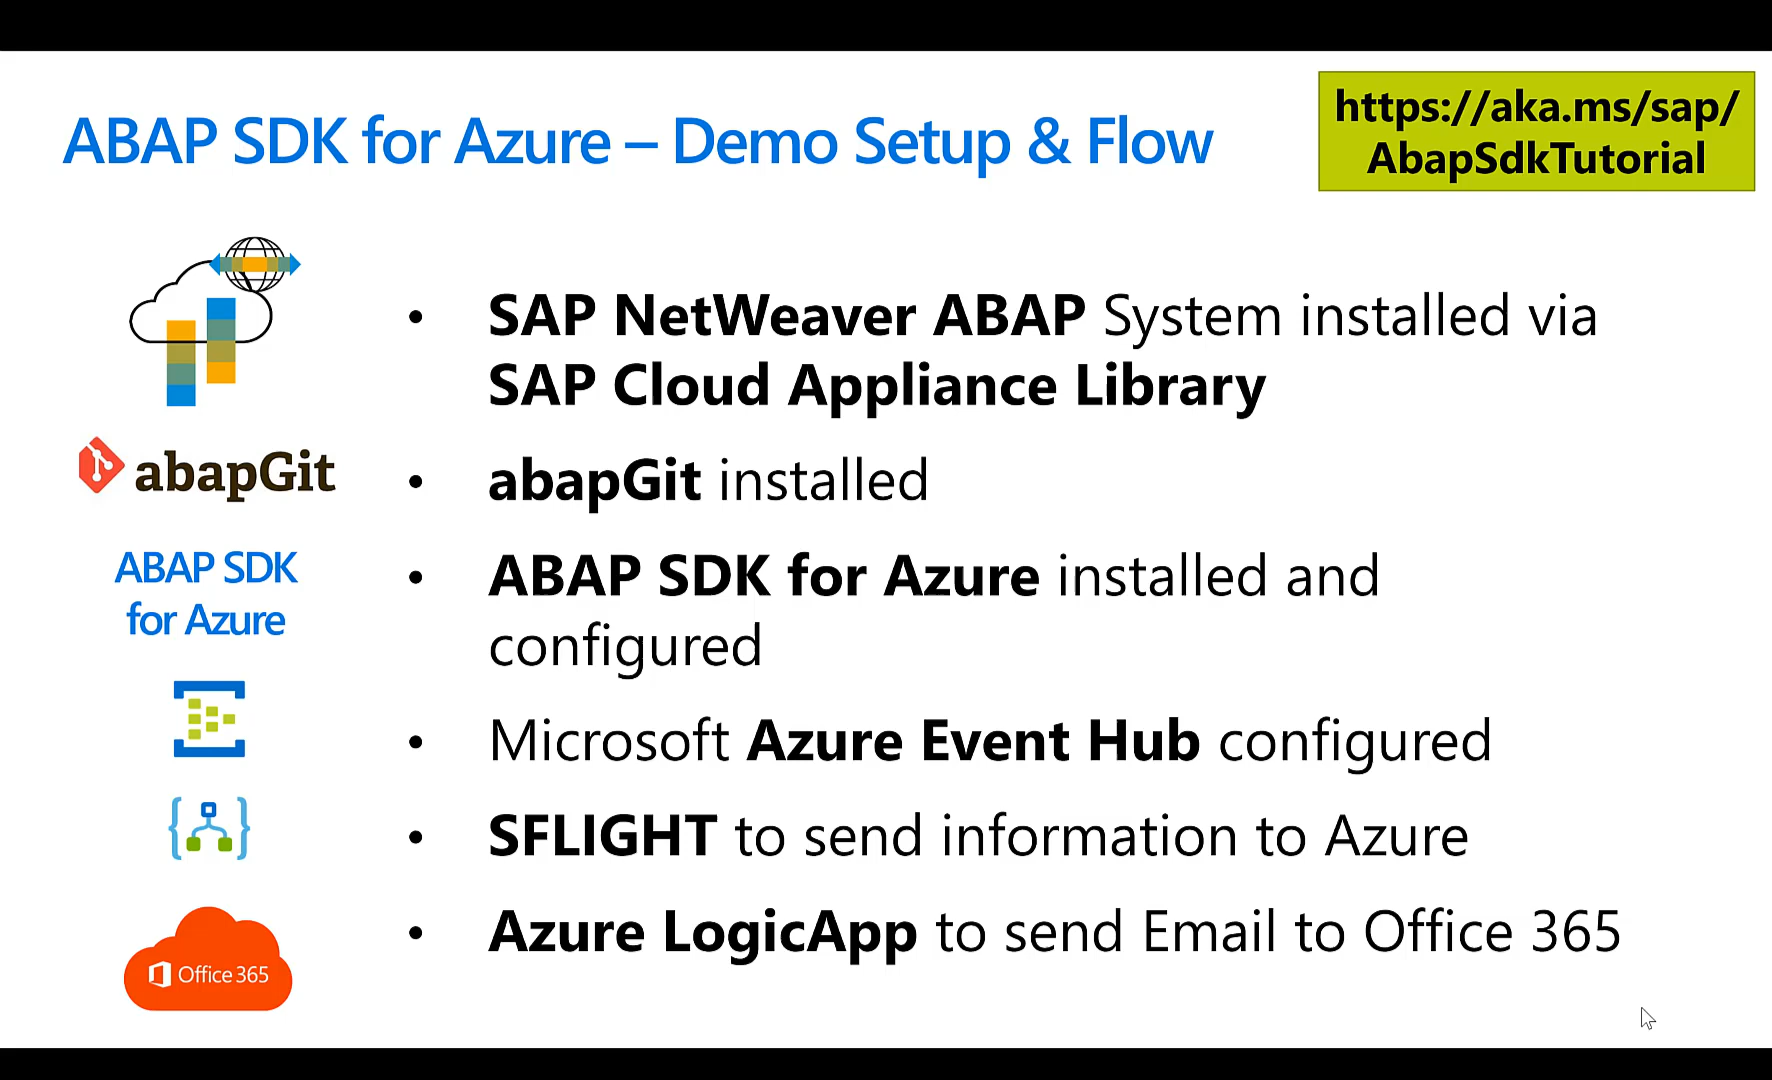 ABAP SDK for Azure – Demo Setup & Flow
https://aka.ms/sap/
AbapSdkTutorial
• SAP NetWeaver ABAP System installed via
SAP Cloud Appliance Library
abapGit
• abapGit installed
ABAP SDK
for Azure
• ABAP SDK for Azure installed and
configured
• Microsoft Azure Event Hub configured
• SFLIGHT to send information to Azure
• Azure LogicApp to send Email to Office 365
Office 365